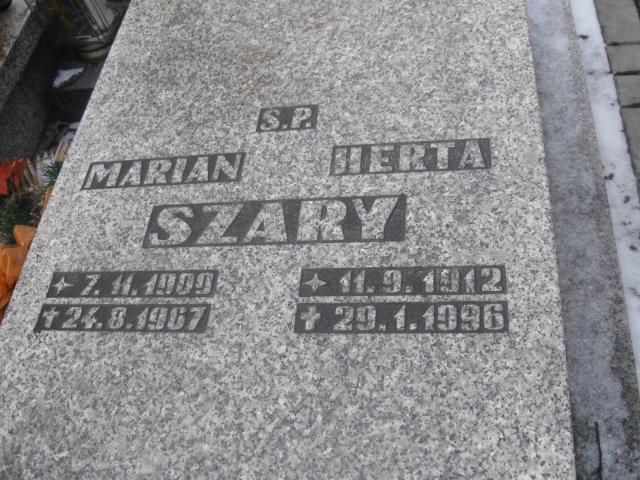 S.P.
MARIAN HERTA
SZARY
* 7.11.1909 * 11.9.1912
† 24.8.1967 † 29.1.1996